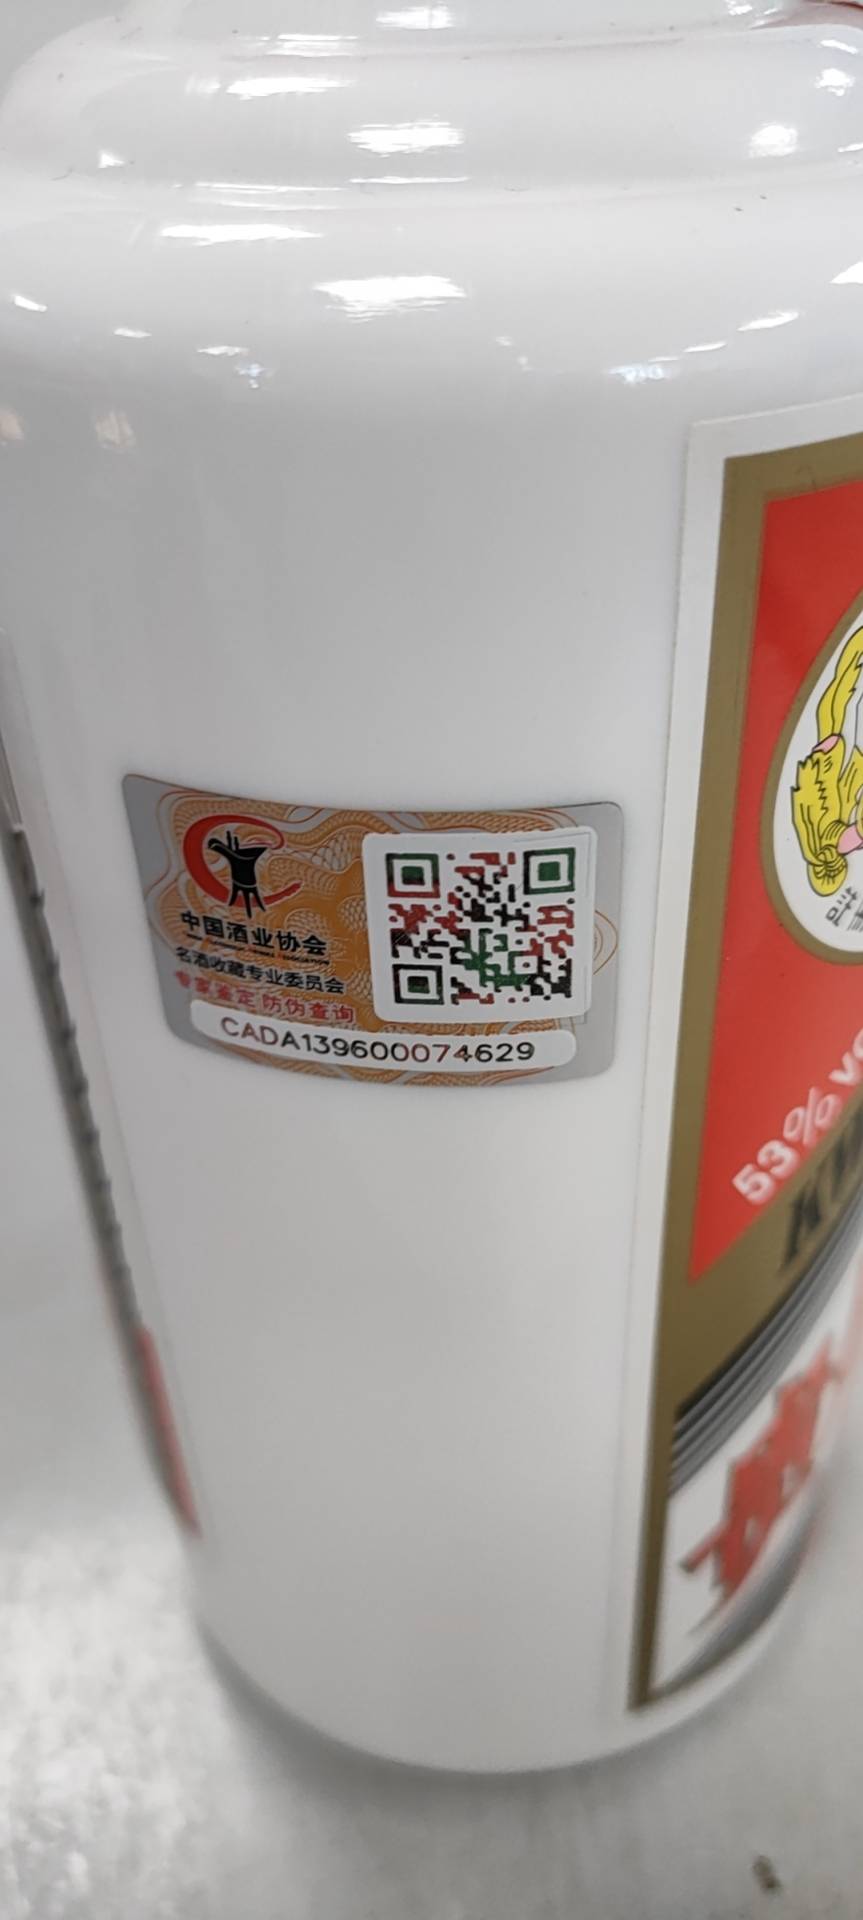 中国酒业协会
名酒收藏专业委员会
专家鉴定 防伪查询
CADA139600074629
53%